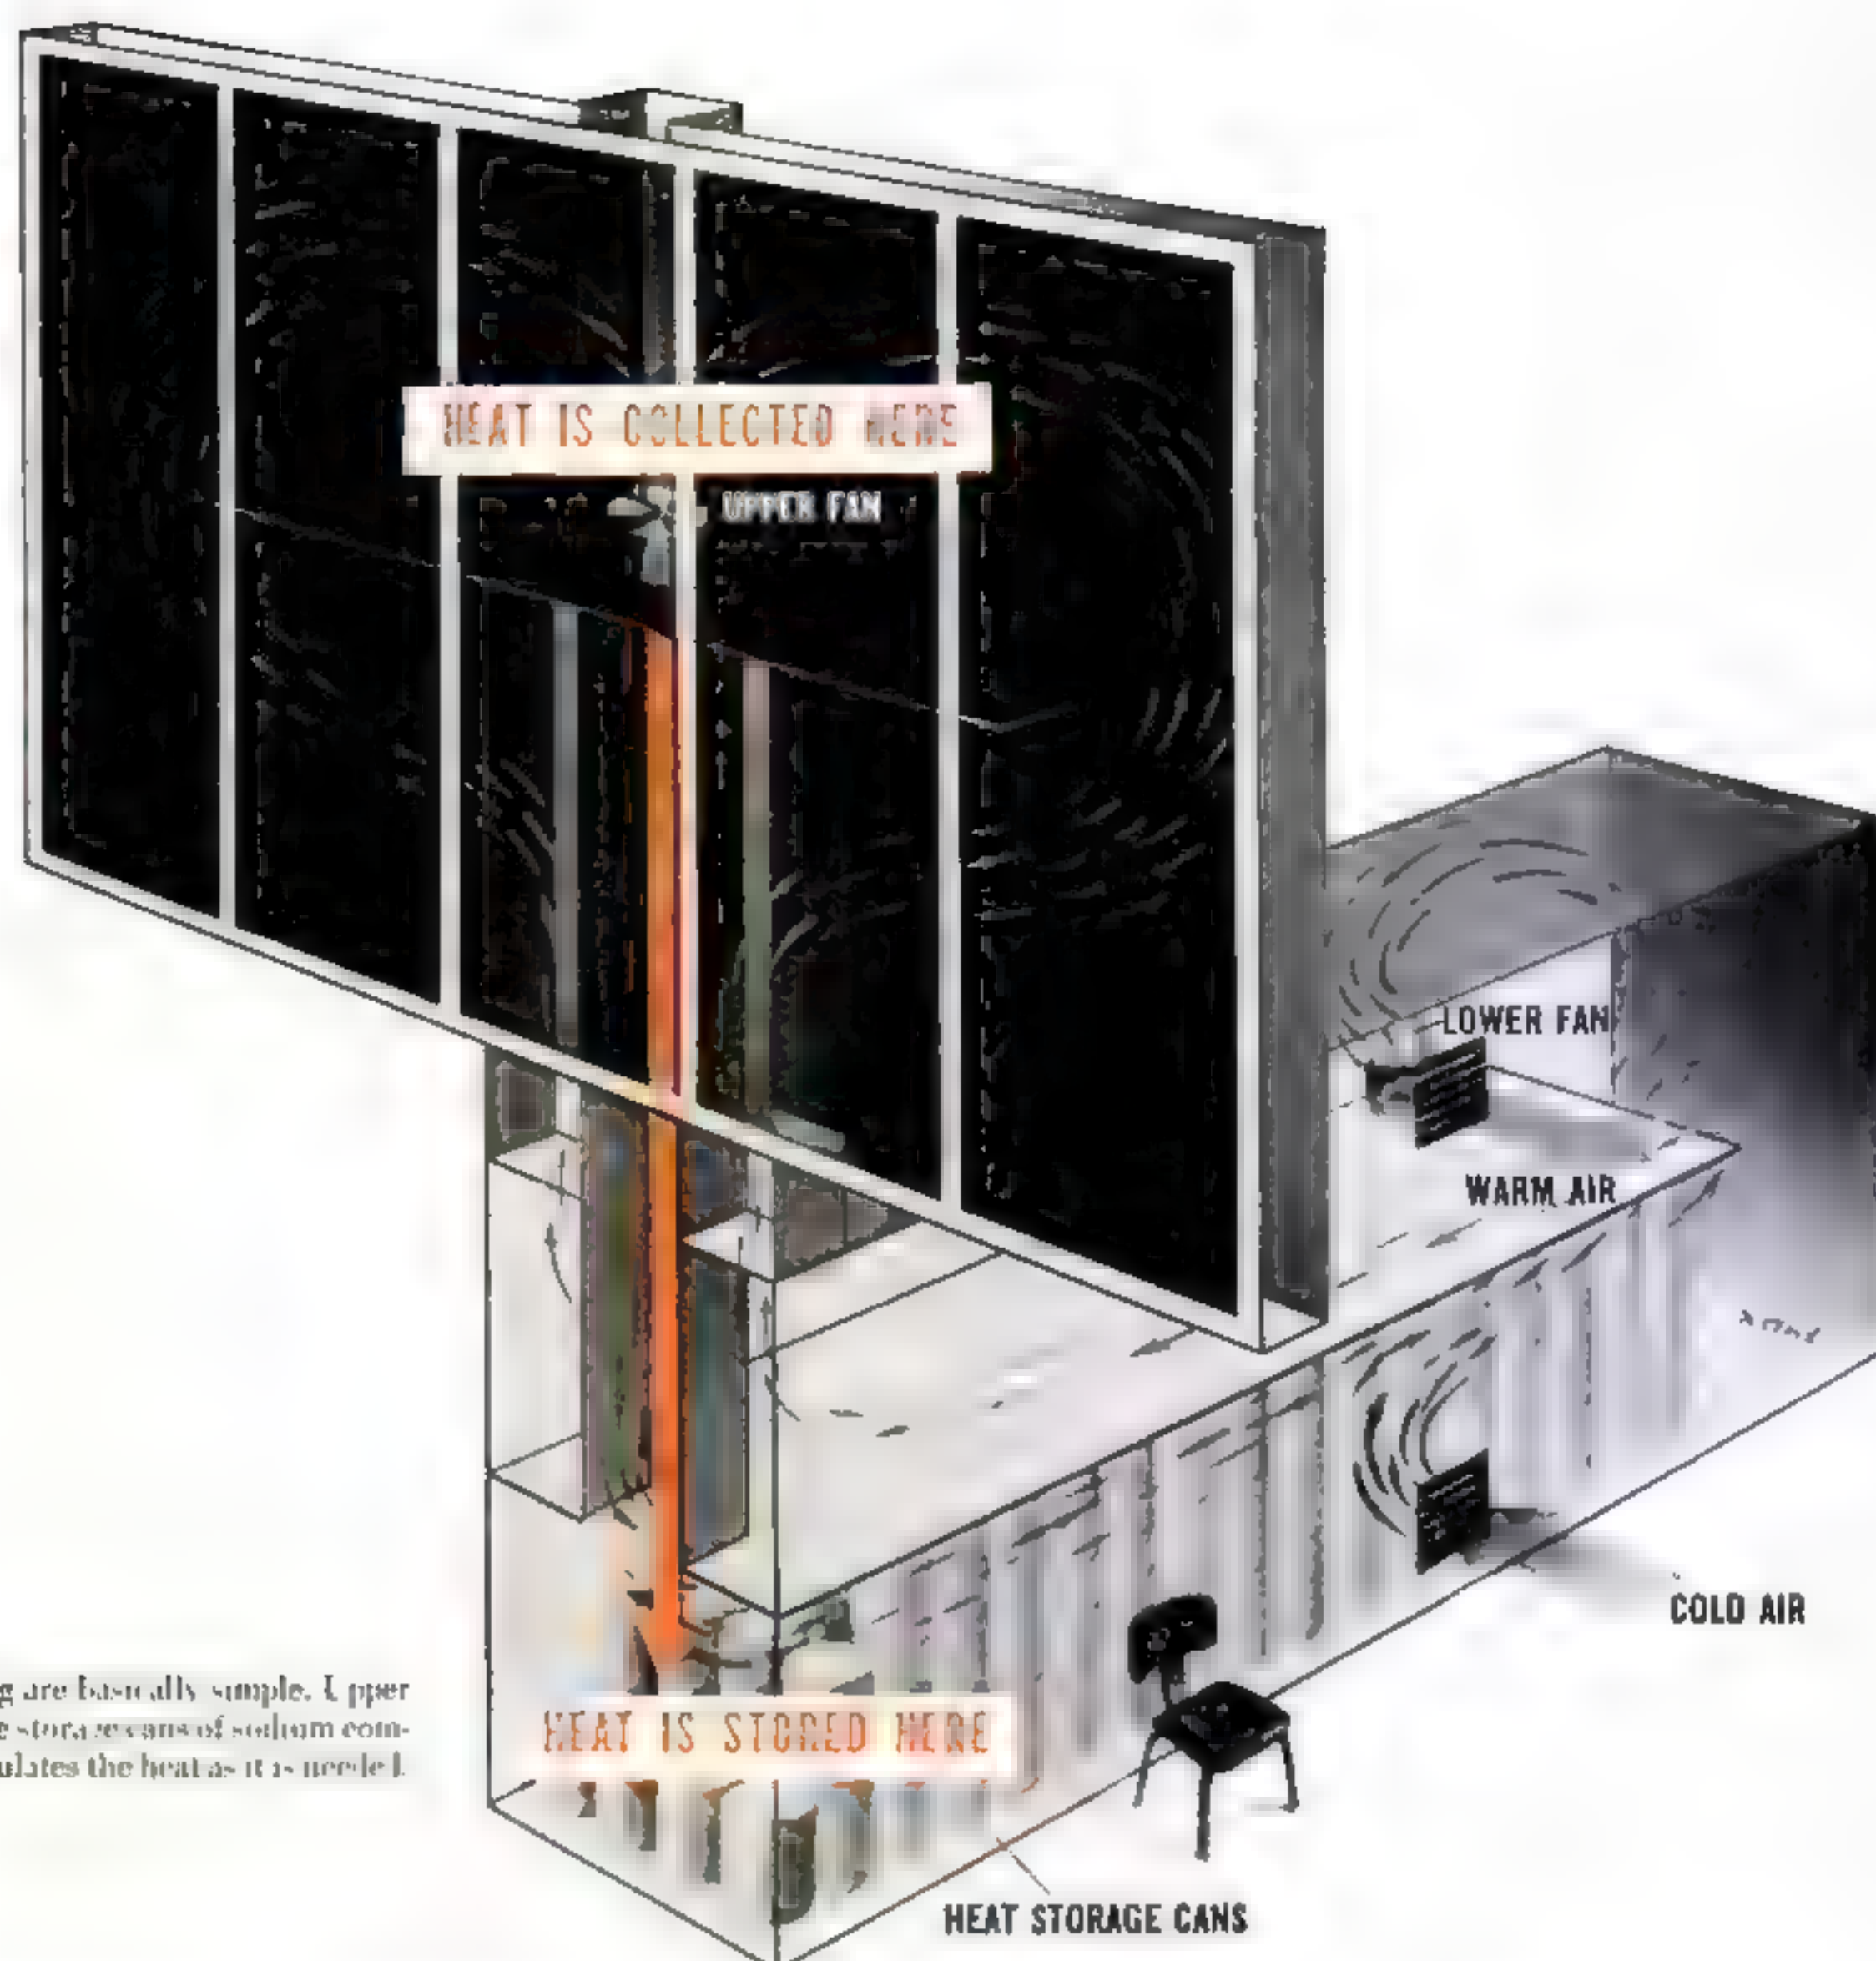 HEAT IS COLLECTED HERE
UPPER FAN
LOWER FAN
WARM AIR
COLD AIR
g are basically simple. Upper
e storage cans of sodium com-
ulates the heat as it is needed.
HEAT IS STORED HERE
HEAT STORAGE CANS